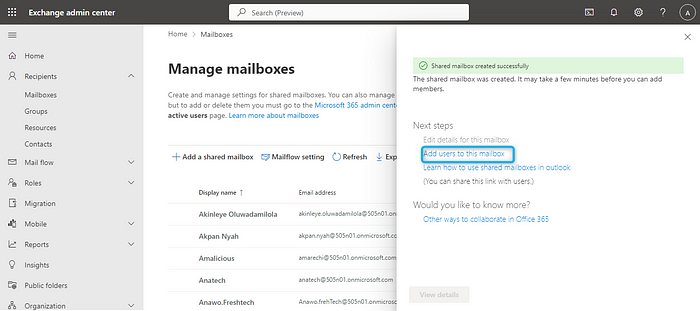 Exchange admin center
Search (Preview)
A
Home
Recipients
Mailboxes
Groups
Resources
Contacts
Mail flow
Roles
Migration
Mobile
Reports
Insights
Public folders
Organization
Home > Mailboxes
Manage mailboxes
Create and manage settings for shared mailboxes. You can also manage
but to add or delete them you must go to the Microsoft 365 admin cente
active users page. Learn more about mailboxes
Add a shared mailbox Mailflow setting Refresh Exp
Display name ↑ Email address
Akinleye Oluwadamilola akinleye.oluwadamilola@505n01.onmicrosoft.com
Akpan Nyah akpan.nyah@505n01.onmicrosoft.com
Amalicious amarechi@505n01.onmicrosoft.com
Anatech anatech@505n01.onmicrosoft.com
Anawo.Freshtech Anawo.frehTech@505n01.onmicrosoft.com
Shared mailbox created successfully
The shared mailbox was created. It may take a few minutes before you can add
members.
Next steps
Edit details for this mailbox
Add users to this mailbox
Learn how to use shared mailboxes in outlook
(You can share this link with users.)
Would you like to know more?
Other ways to collaborate in Office 365
View details